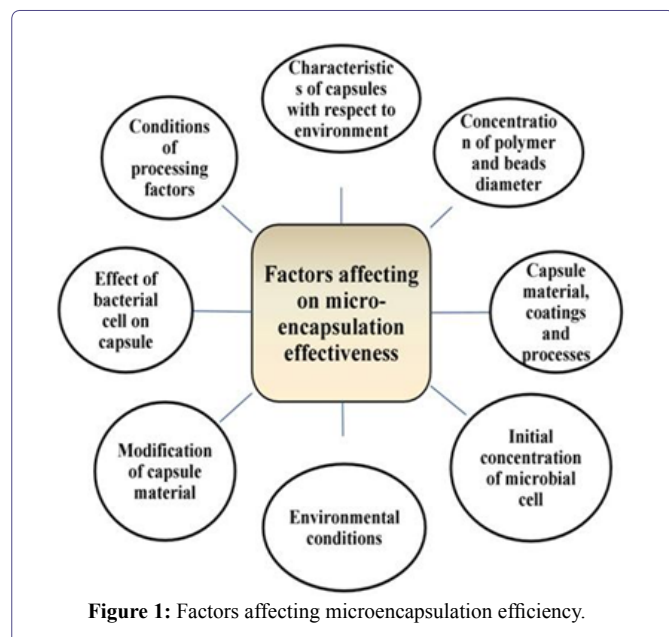 Characteristic
s of capsules
with respect to
environment
Concentratio
n of polymer
and beads
diameter
Capsule
material,
coatings
and
processes
Initial
concentration
of microbial
cell
Environmental
conditions
Modification
of capsule
material
Effect of
bacterial
cell on
capsule
Conditions
of
processing
factors
Factors affecting
on micro-
encapsulation
effectiveness
Figure 1: Factors affecting microencapsulation efficiency.